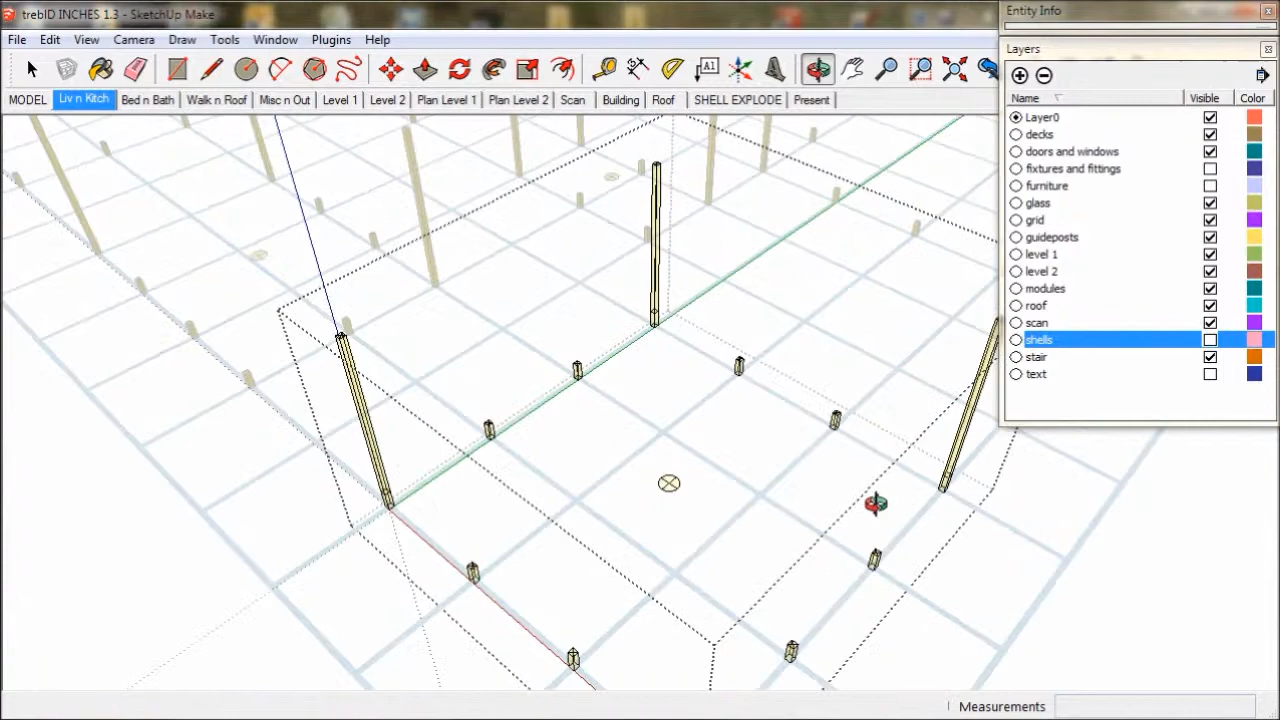 trebID INCHES 1.3 - SketchUp Make
Entity Info
File Edit View Camera Draw Tools Window Plugins Help
Layers
A1
MODEL Liv n Kitch Bed n Bath Walk n Roof Misc n Out Level 1 Level 2 Plan Level 1 Plan Level 2 Scan Building Roof SHELL EXPLODE Present
Name Visible Color
Layer0
decks
doors and windows
fixtures and fittings
furniture
glass
grid
guideposts
level 1
level 2
modules
roof
scan
shells
stair
text
Measurements